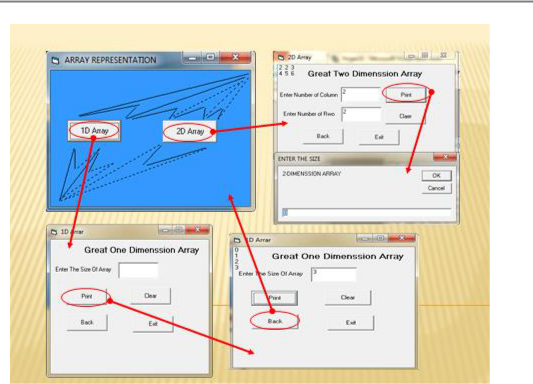 ARRAY REPRESENTATION
1D Array
2D Array
2D Array
2 2 3
4 5 6
Great Two Dimenssion Array
Enter Number of Column 2
Print
Enter Number of Rwo 2
Clear
Back
Exit
ENTER THE SIZE
2-DIMENSSION ARRAY
OK
Cancel
1D Arrar
Great One Dimenssion Array
Enter The Size Of Array
Print
Clear
Back
Exit
1D Arrar
0
1
2
3
Great One Dimenssion Array
Enter The Size Of Array 3
Print
Clear
Back
Exit